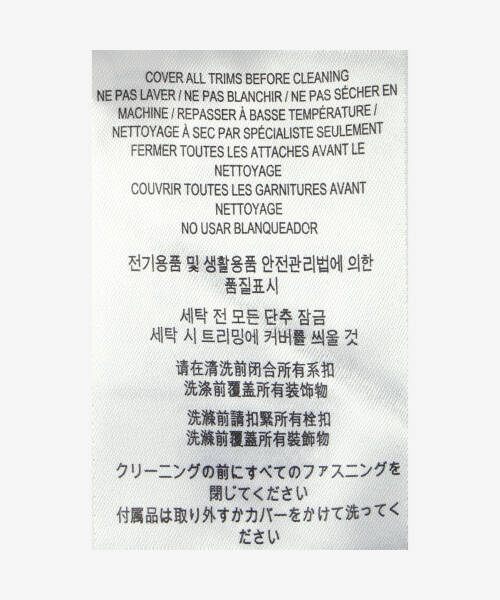 COVER ALL TRIMS BEFORE CLEANING
NE PAS LAVER / NE PAS BLANCHIR / NE PAS SÉCHER EN
MACHINE / REPASSER À BASSE TEMPÉRATURE /
NETTOYAGE À SEC PAR SPÉCIALISTE SEULEMENT
FERMER TOUTES LES ATTACHES AVANT LE
NETTOYAGE
COUVRIR TOUTES LES GARNITURES AVANT
NETTOYAGE
NO USAR BLANQUEADOR
전기용품 및 생활용품 안전관리법에 의한
품질표시
세탁 전 모든 단추 잠금
세탁 시 트리밍에 커버를 씌울 것
请在清洗前闭合所有系扣
洗涤前覆盖所有装饰物
洗滌前請扣緊所有栓扣
洗滌前覆蓋所有裝飾物
クリーニングの前にすべてのファスニングを
閉じてください
付属品は取り外すかカバーをかけて洗ってく
ださい